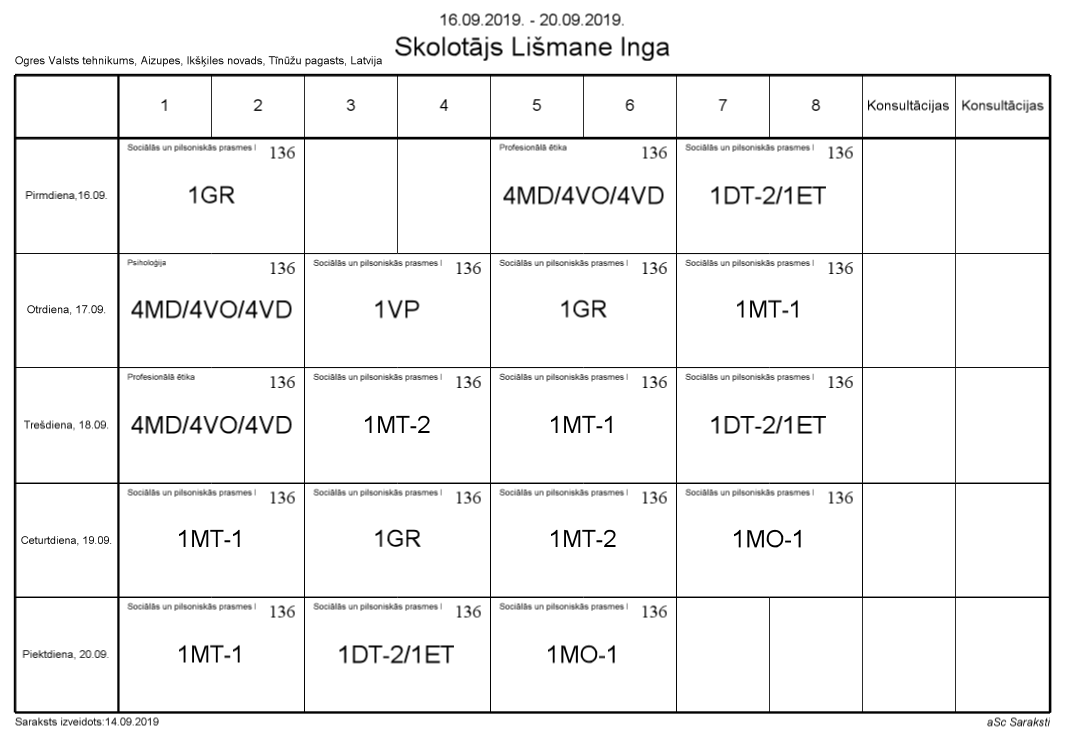 16.09.2019. - 20.09.2019.
Skolotājs Lišmane Inga
Ogres Valsts tehnikums, Aizupes, Ikšķiles novads, Tīnūžu pagasts, Latvija
1 2 3 4 5 6 7 8 Konsultācijas Konsultācijas
Sociālās un pilsoniskās prasmes I 136 Profesionālā ētika 136 Sociālās un pilsoniskās prasmes I 136
Pirmdiena,16.09. 1GR 4MD/4VO/4VD 1DT-2/1ET
Psiholoģija 136 Sociālās un pilsoniskās prasmes I 136 Sociālās un pilsoniskās prasmes I 136 Sociālās un pilsoniskās prasmes I 136
Otrdiena, 17.09. 4MD/4VO/4VD 1VP 1GR 1MT-1
Profesionālā ētika 136 Sociālās un pilsoniskās prasmes I 136 Sociālās un pilsoniskās prasmes I 136 Sociālās un pilsoniskās prasmes I 136
Trešdiena, 18.09. 4MD/4VO/4VD 1MT-2 1MT-1 1DT-2/1ET
Sociālās un pilsoniskās prasmes I 136 Sociālās un pilsoniskās prasmes I 136 Sociālās un pilsoniskās prasmes I 136 Sociālās un pilsoniskās prasmes I 136
Ceturtdiena, 19.09. 1MT-1 1GR 1MT-2 1MO-1
Sociālās un pilsoniskās prasmes I 136 Sociālās un pilsoniskās prasmes I 136 Sociālās un pilsoniskās prasmes I 136
Piektdiena, 20.09. 1MT-1 1DT-2/1ET 1MO-1
Saraksts izveidots:14.09.2019 aSc Saraksti